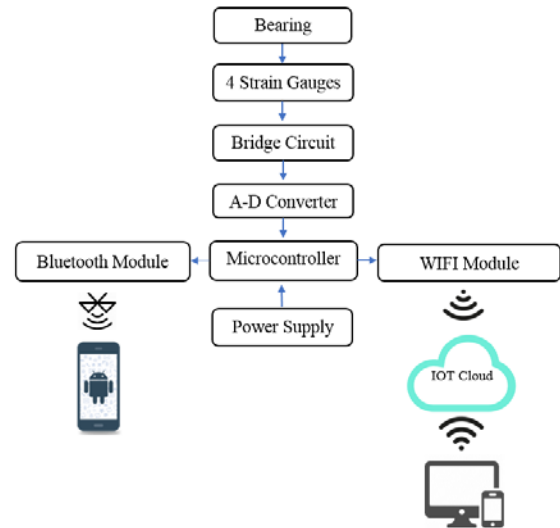 Bearing
4 Strain Gauges
Bridge Circuit
A-D Converter
Bluetooth Module
Microcontroller
WIFI Module
Power Supply
IOT Cloud